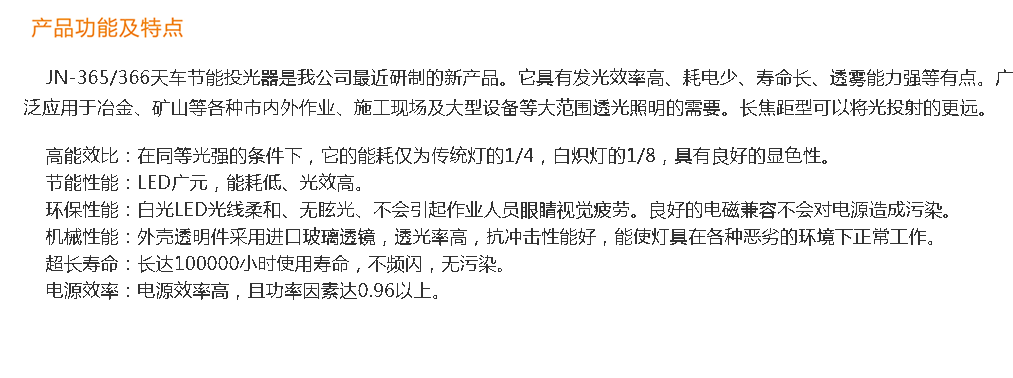 产品功能及特点
JN-365/366天车节能投光器是我公司最近研制的新产品。它具有发光效率高、耗电少、寿命长、透雾能力强等有点。广
泛应用于冶金、矿山等各种市内外作业、施工现场及大型设备等大范围透光照明的需要。长焦距型可以将光投射的更远。
高能效比：在同等光强的条件下，它的能耗仅为传统灯的1/4，白炽灯的1/8，具有良好的显色性。
节能性能：LED广元，能耗低、光效高。
环保性能：白光LED光线柔和、无眩光、不会引起作业人员眼睛视觉疲劳。良好的电磁兼容不会对电源造成污染。
机械性能：外壳透明件采用进口玻璃透镜，透光率高，抗冲击性能好，能使灯具在各种恶劣的环境下正常工作。
超长寿命：长达100000小时使用寿命，不频闪，无污染。
电源效率：电源效率高，且功率因素达0.96以上。